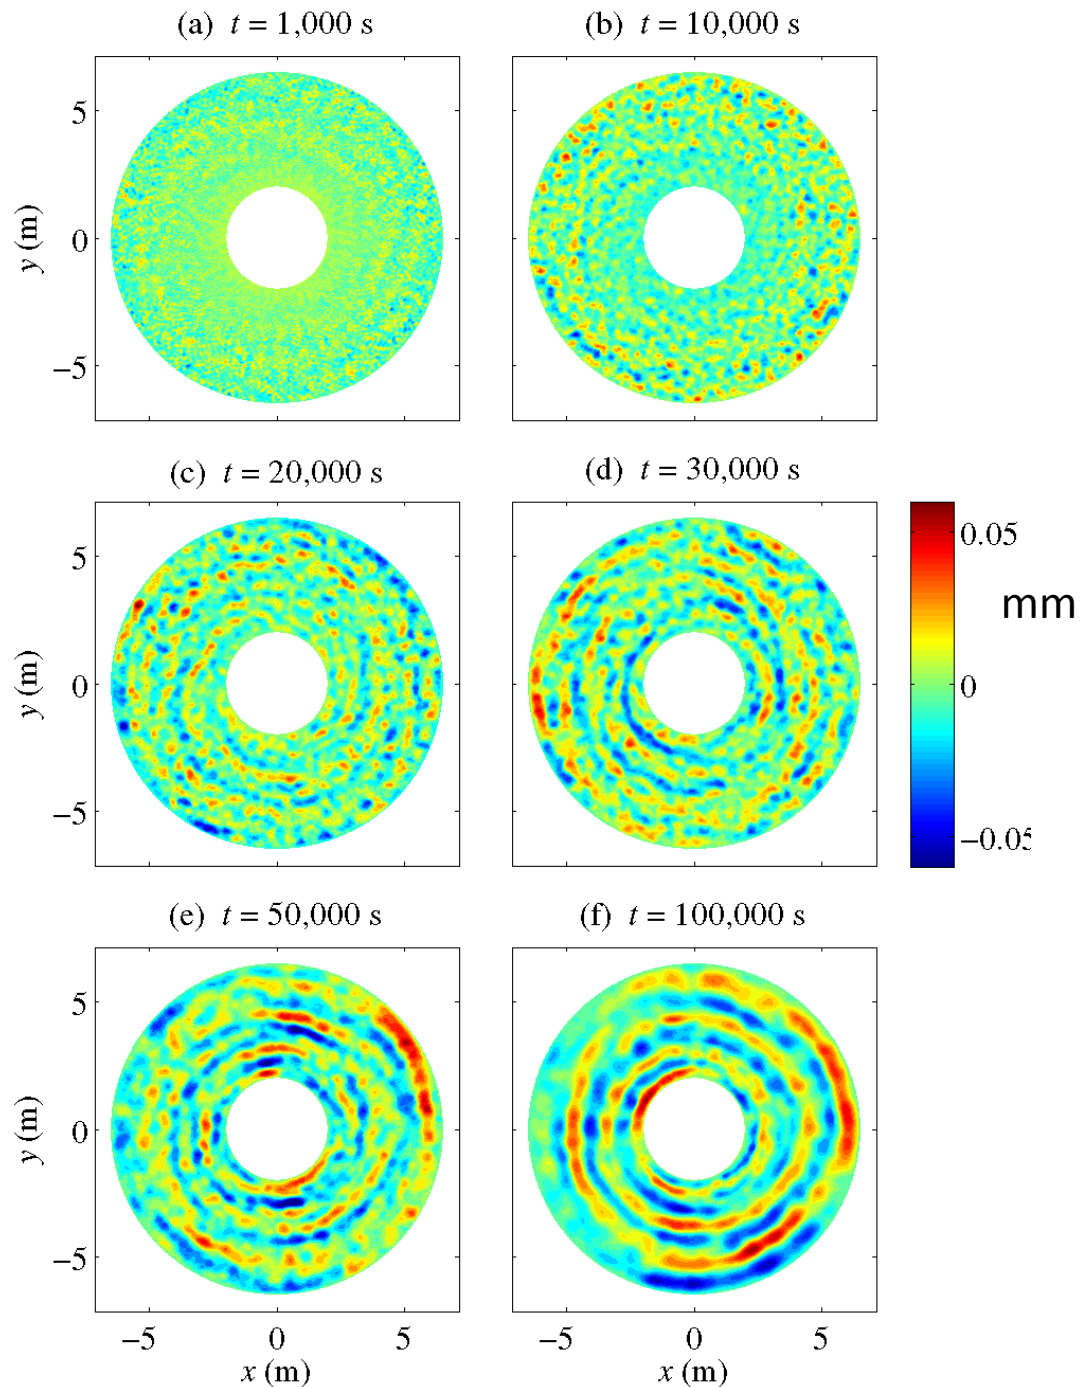 (a) t = 1,000 s
(b) t = 10,000 s
y (m)
5
0
−5
(c) t = 20,000 s
(d) t = 30,000 s
y (m)
5
0
−5
0.05
mm
0
−0.05
(e) t = 50,000 s
(f) t = 100,000 s
y (m)
5
0
−5
−5 0 5
x (m)
−5 0 5
x (m)